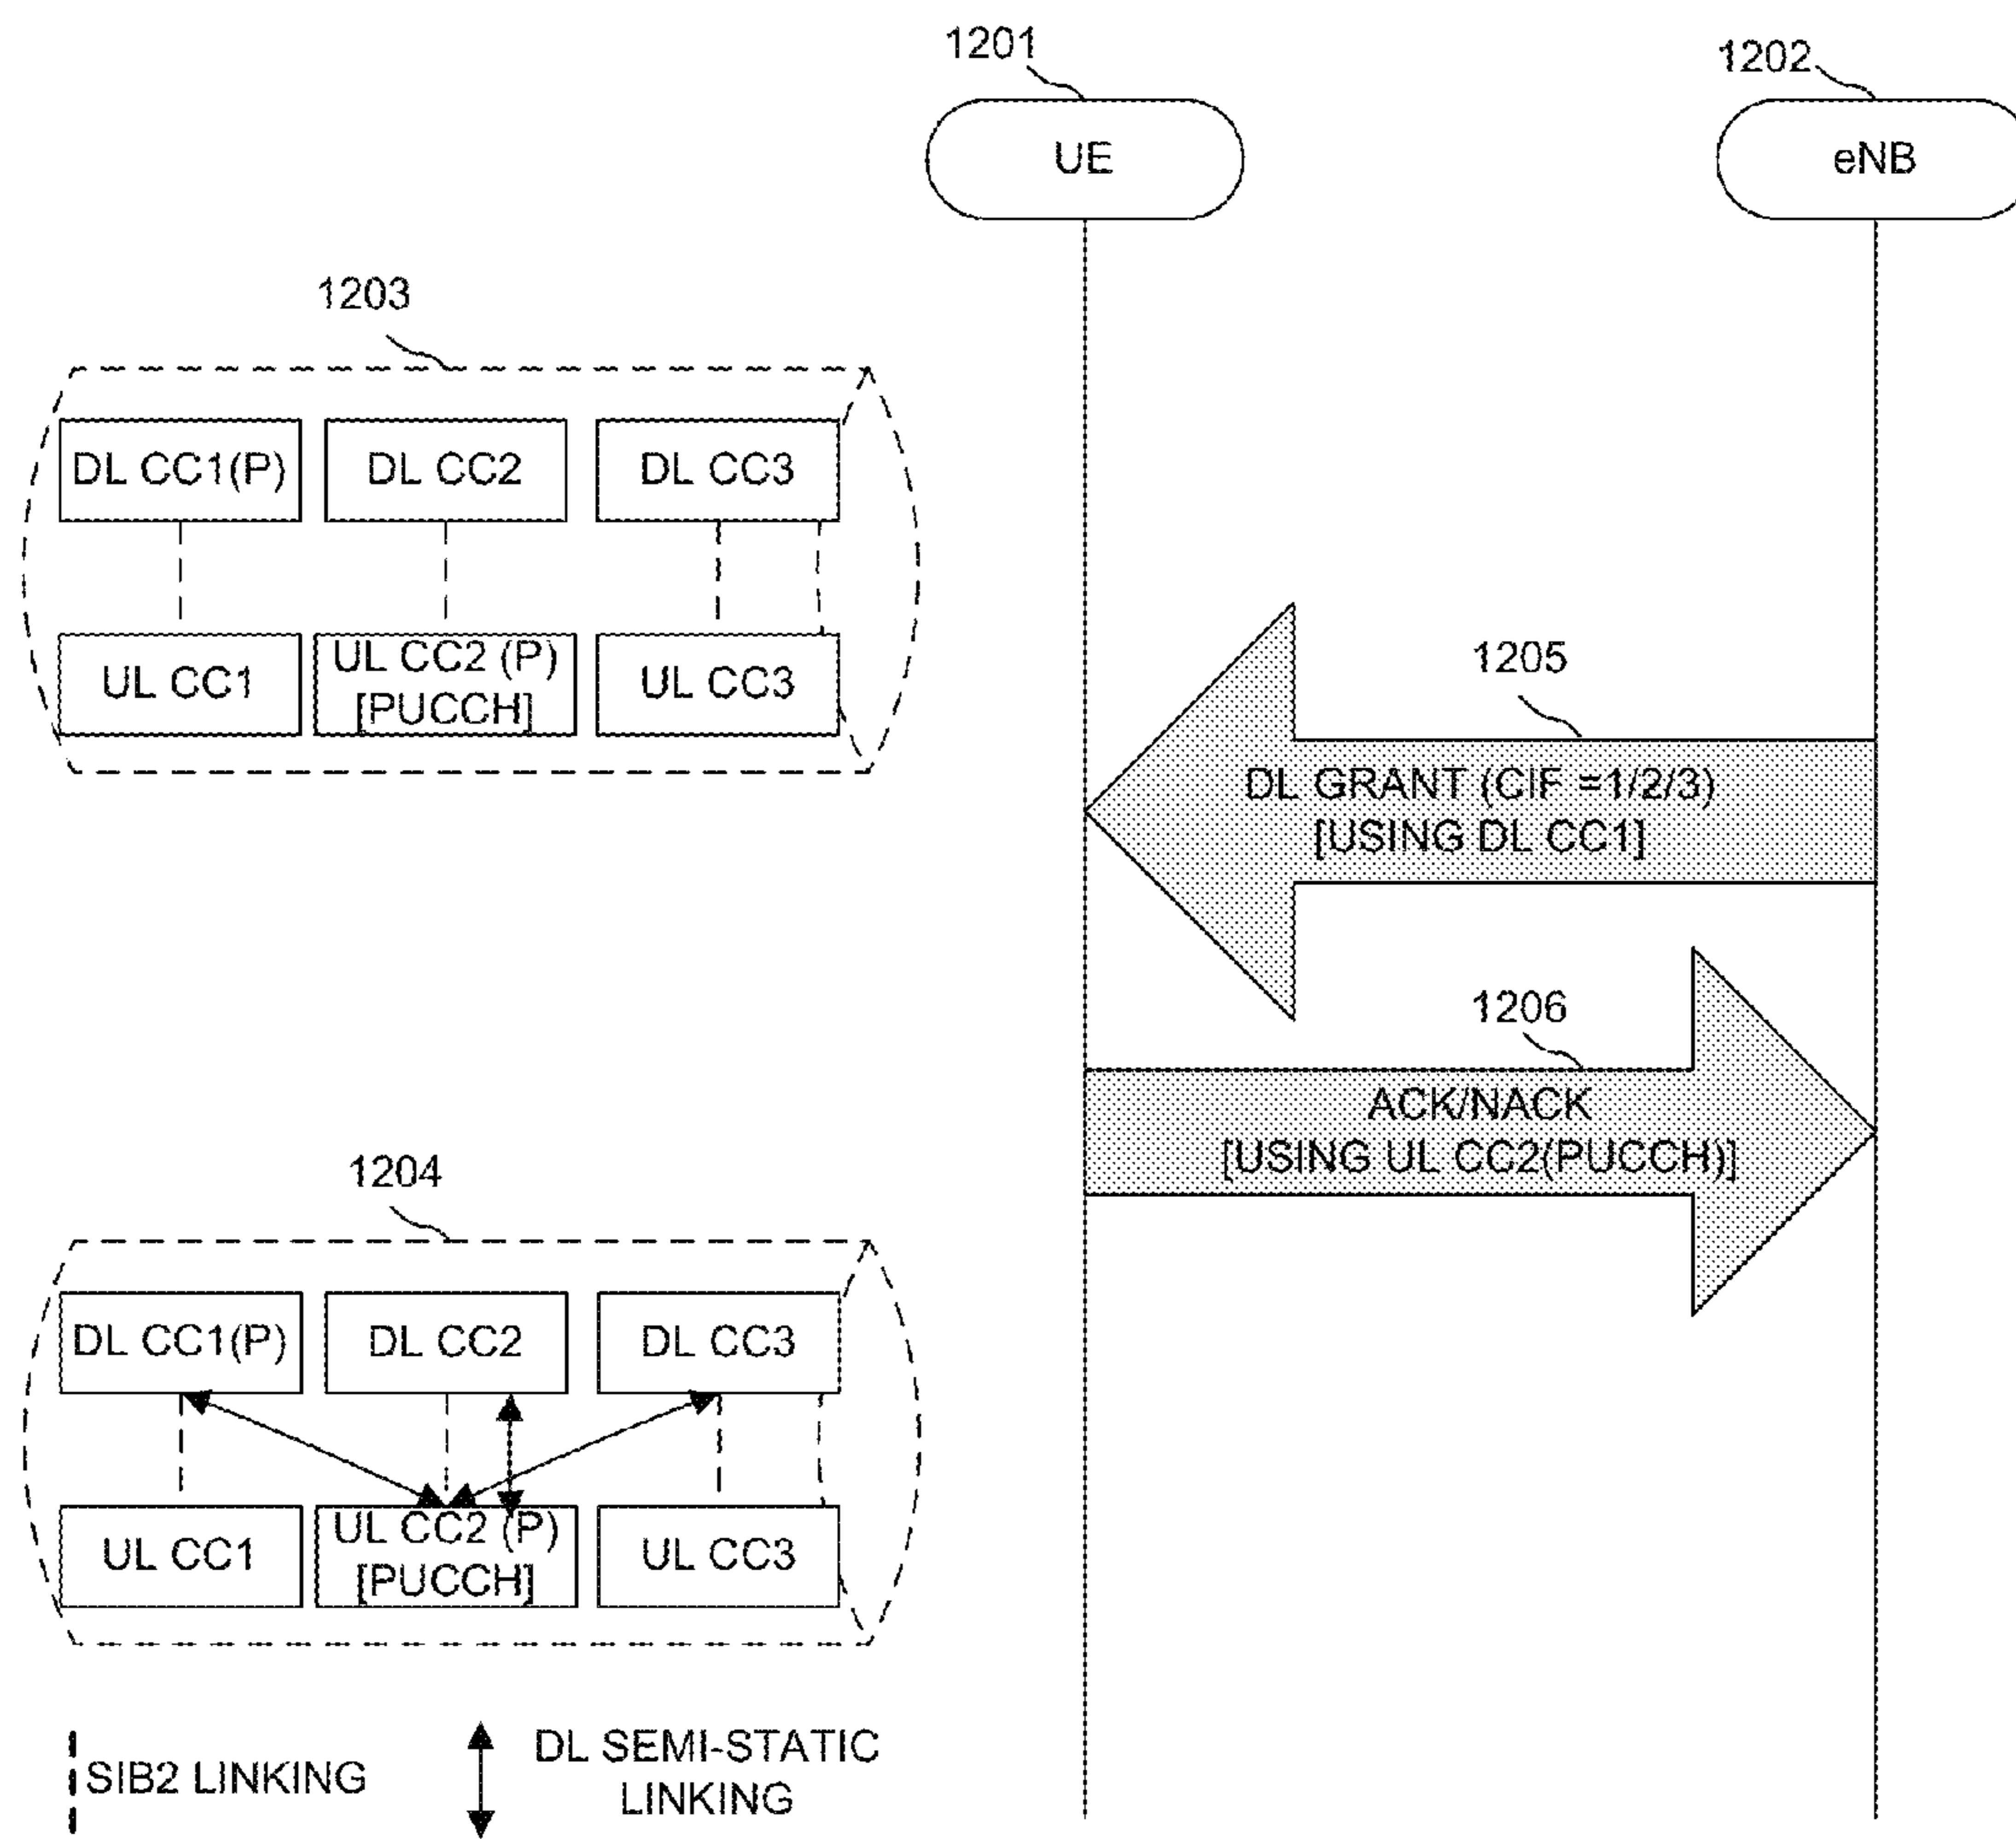 1201
1202
UE
eNB
1203
DL CC1(P)
DL CC2
DL CC3
UL CC1
UL CC2 (P)
[PUCCH]
UL CC3
1205
DL GRANT (CIF =1/2/3)
[USING DL CC1]
1206
ACK/NACK
[USING UL CC2(PUCCH)]
1204
DL CC1(P)
DL CC2
DL CC3
UL CC1
UL CC2 (P)
[PUCCH]
UL CC3
SIB2 LINKING
DL SEMI-STATIC
LINKING